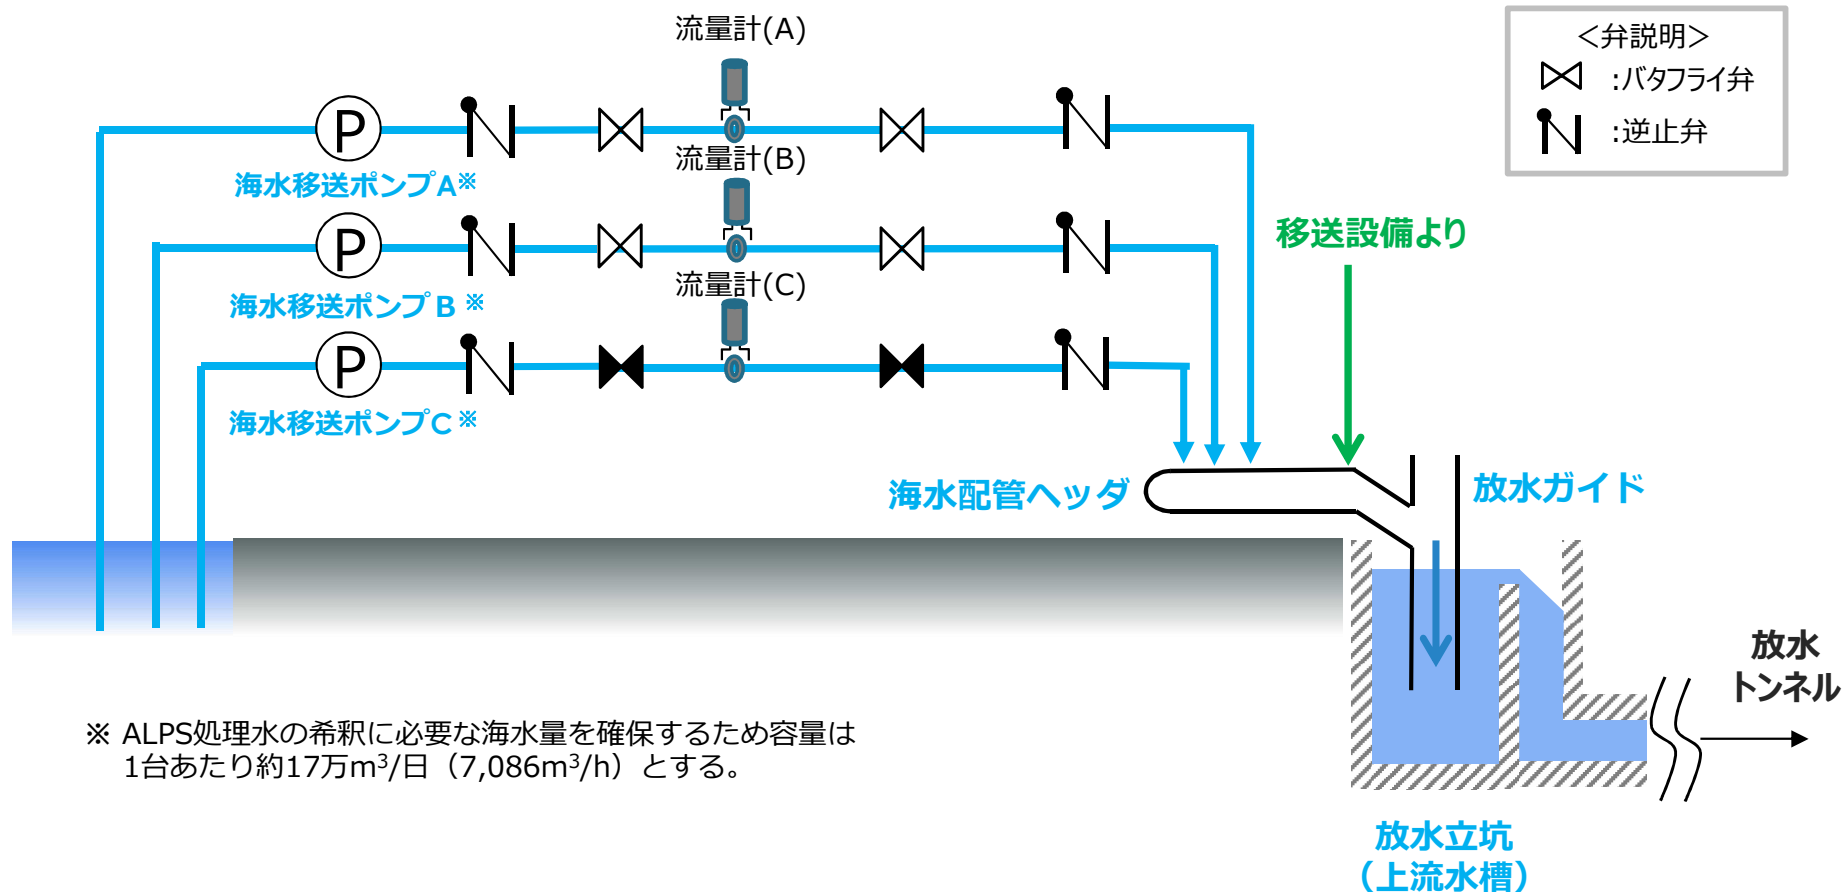 流量計(A)
<弁説明>
:バタフライ弁
:逆止弁
P
海水移送ポンプA※
流量計(B)
P
海水移送ポンプB※
移送設備より
流量計(C)
P
海水移送ポンプC※
海水配管ヘッダ
放水ガイド
放水
トンネル
※ ALPS処理水の希釈に必要な海水量を確保するため容量は
1台あたり約17万m³/日（7,086m³/h）とする。
放水立坑
（上流水槽）